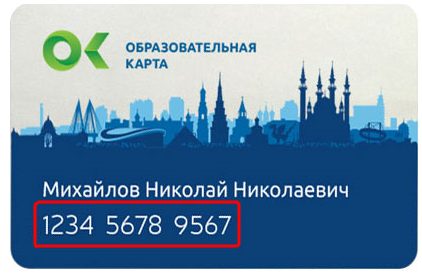 ОК
ОБРАЗОВАТЕЛЬНАЯ
КАРТА
Михайлов Николай Николаевич
1234 5678 9567